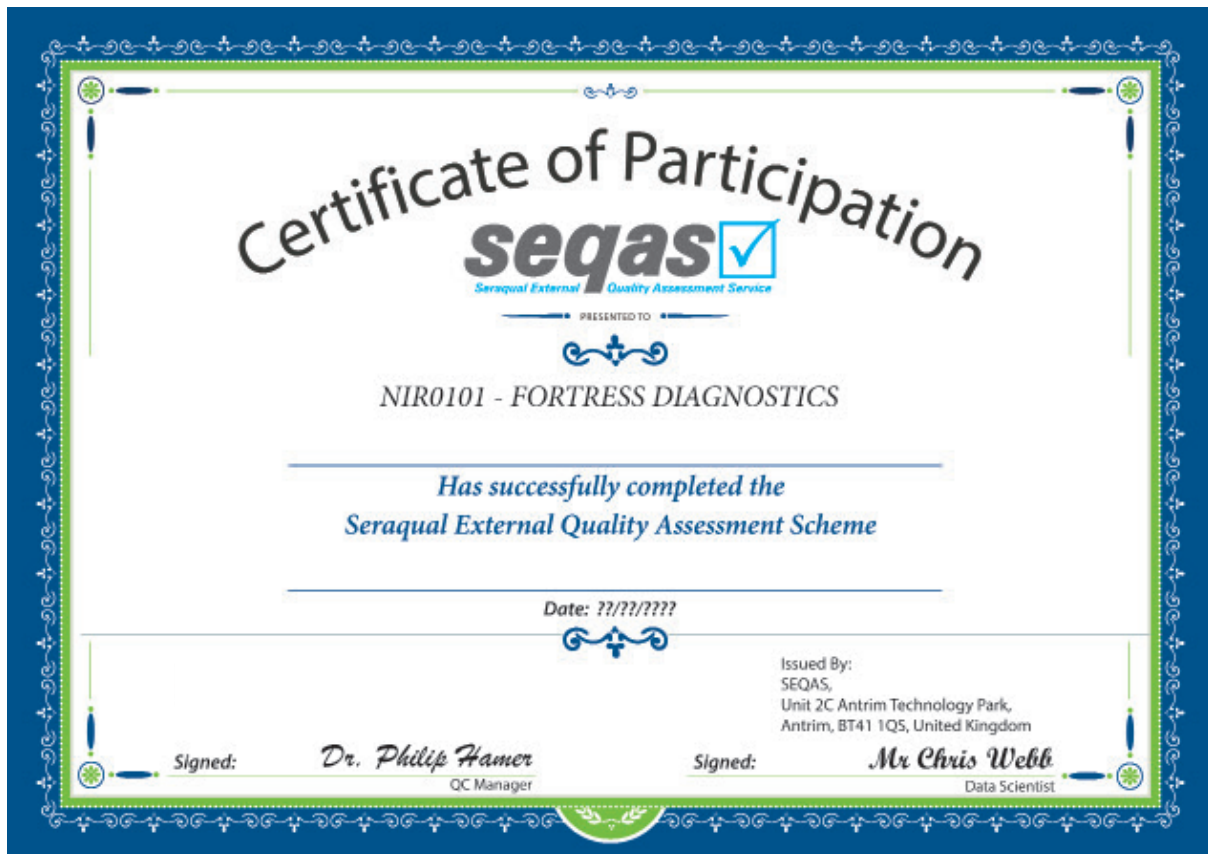 Certificate of Participation
seqas
Seraqual External Quality Assessment Service
PRESENTED TO
NIR0101 - FORTRESS DIAGNOSTICS
Has successfully completed the
Seraqual External Quality Assessment Scheme
Date: ??/??/????
Issued By:
SEQAS,
Unit 2C Antrim Technology Park,
Antrim, BT41 1QS, United Kingdom
Signed: Dr. Philip Hamer
QC Manager
Signed: Mr Chris Webb
Data Scientist